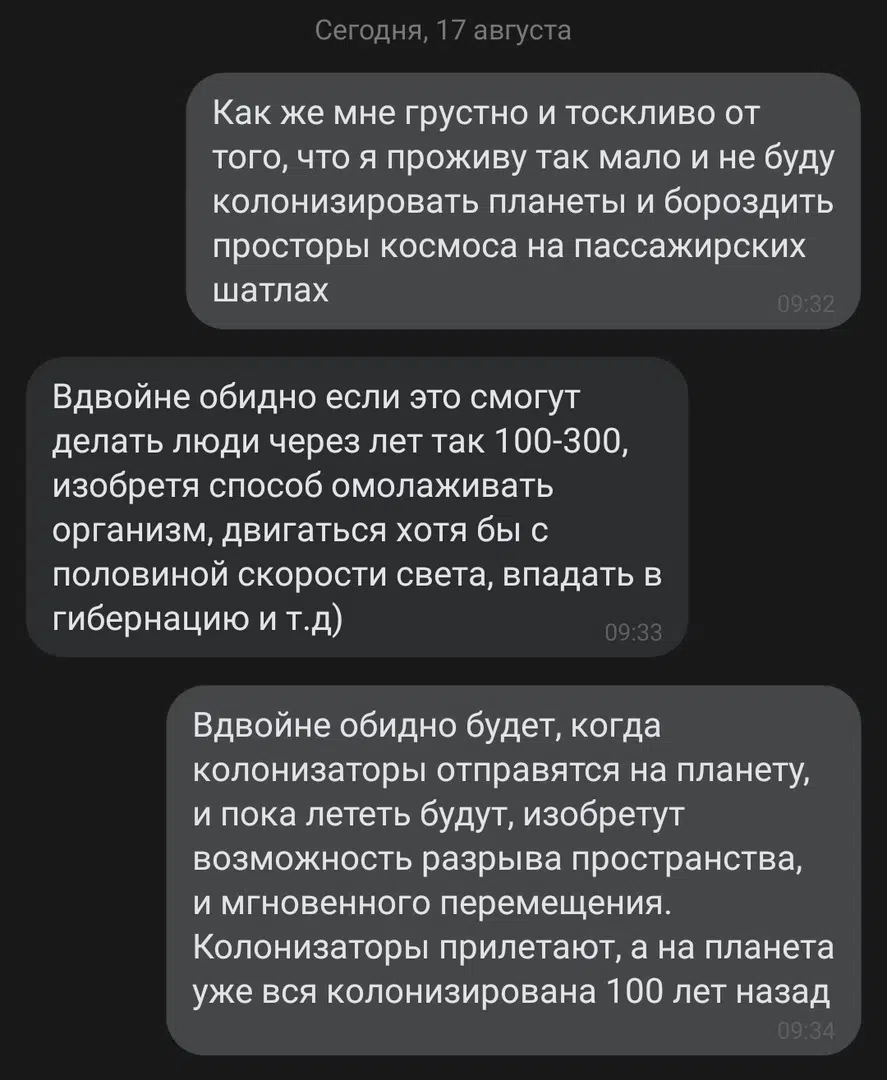 Сегодня, 17 августа
Как же мне грустно и тоскливо от
того, что я проживу так мало и не буду
колонизировать планеты и бороздить
просторы космоса на пассажирских
шатлах
09:32
Вдвойне обидно если это смогут
делать люди через лет так 100-300,
изобретя способ омолаживать
организм, двигаться хотя бы с
половиной скорости света, впадать в
гибернацию и т.д)
09:33
Вдвойне обидно будет, когда
колонизаторы отправятся на планету,
и пока лететь будут, изобретут
возможность разрыва пространства,
и мгновенного перемещения.
Колонизаторы прилетают, а на планета
уже вся колонизирована 100 лет назад
09:34